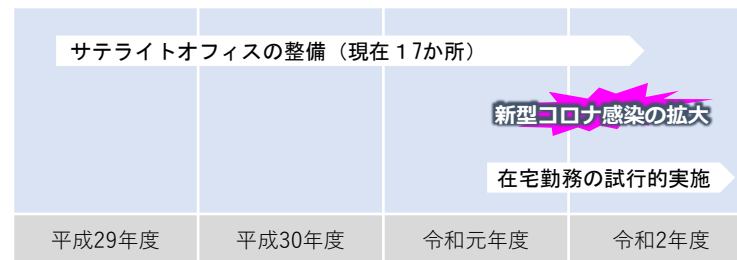 サテライトオフィスの整備（現在１7か所）
新型コロナ感染の拡大
在宅勤務の試行的実施
平成29年度 平成30年度 令和元年度 令和2年度